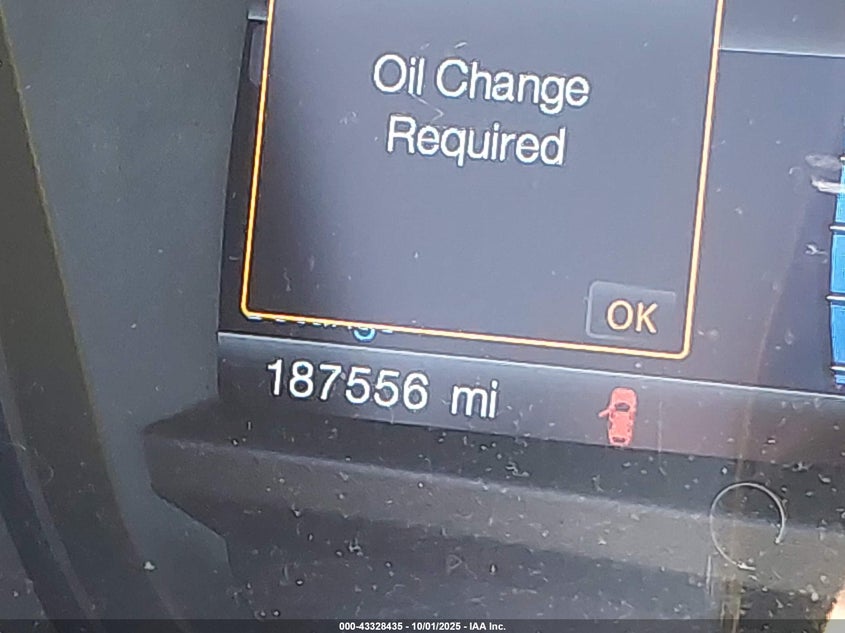 Oil Change
Required
OK
187556 mi
000-43328435 - 10/01/2025 - IAA Inc.